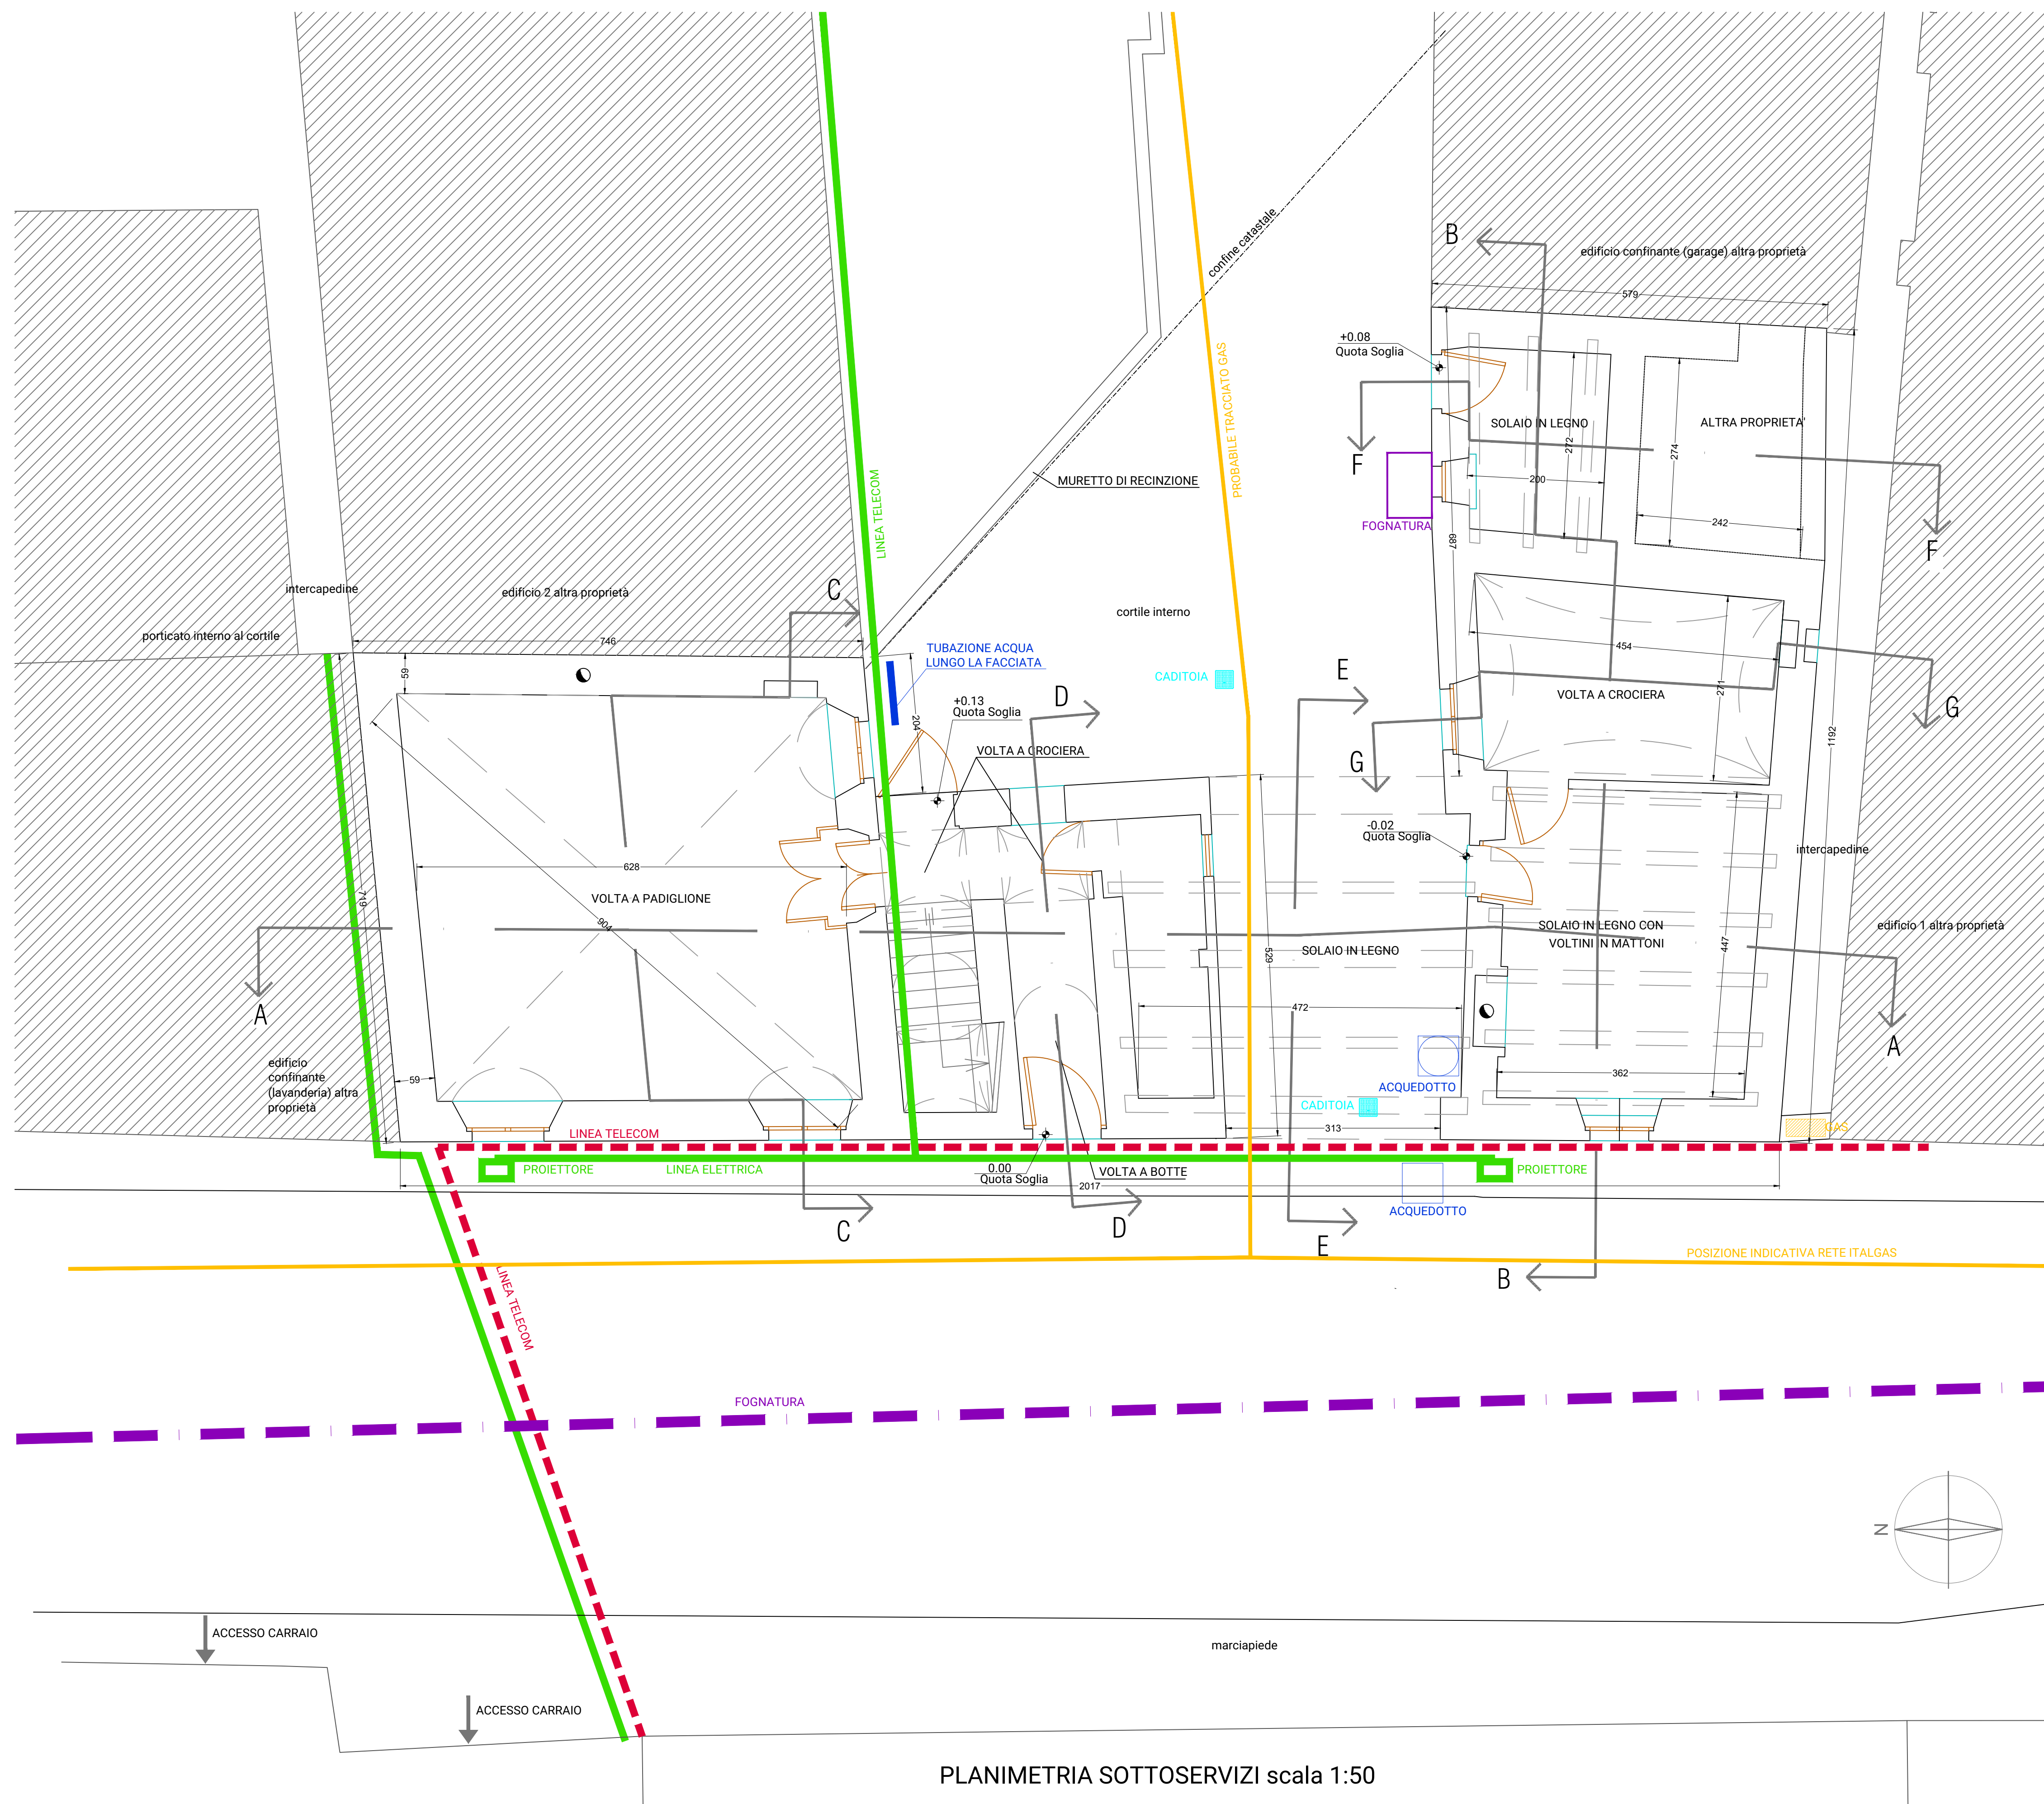 B
edificio confinante (garage) altra proprietà
confine catastale
579
+0.08
Quota Soglia
PROBABILE TRACCIATO GAS
F
SOLAIO IN LEGNO
272
200
ALTRA PROPRIETA'
274
242
F
MURETTO DI RECINZIONE
LINEA TELECOM
FOGNATURA
687
intercapedine
edificio 2 altra proprietà
C
cortile interno
porticato interno al cortile
746
59
TUBAZIONE ACQUA
LUNGO LA FACCIATA
CADITOIA
E
454
271
VOLTA A CROCIERA
G
+0.13
Quota Soglia
204
D
VOLTA A CROCIERA
G
1192
-0.02
Quota Soglia
intercapedine
628
VOLTA A PADIGLIONE
904
719
SOLAIO IN LEGNO CON
VOLTINI IN MATTONI
447
edificio 1 altra proprietà
SOLAIO IN LEGNO
529
472
A
A
edificio
confinante
(lavanderia) altra
proprietà
59
ACQUEDOTTO
362
CADITOIA
313
GAS
LINEA TELECOM
PROIETTORE
LINEA ELETTRICA
0.00
Quota Soglia
VOLTA A BOTTE
PROIETTORE
2017
ACQUEDOTTO
C
D
E
B
POSIZIONE INDICATIVA RETE ITALGAS
LINEA TELECOM
FOGNATURA
N
ACCESSO CARRAIO
marciapiede
ACCESSO CARRAIO
PLANIMETRIA SOTTOSERVIZI scala 1:50